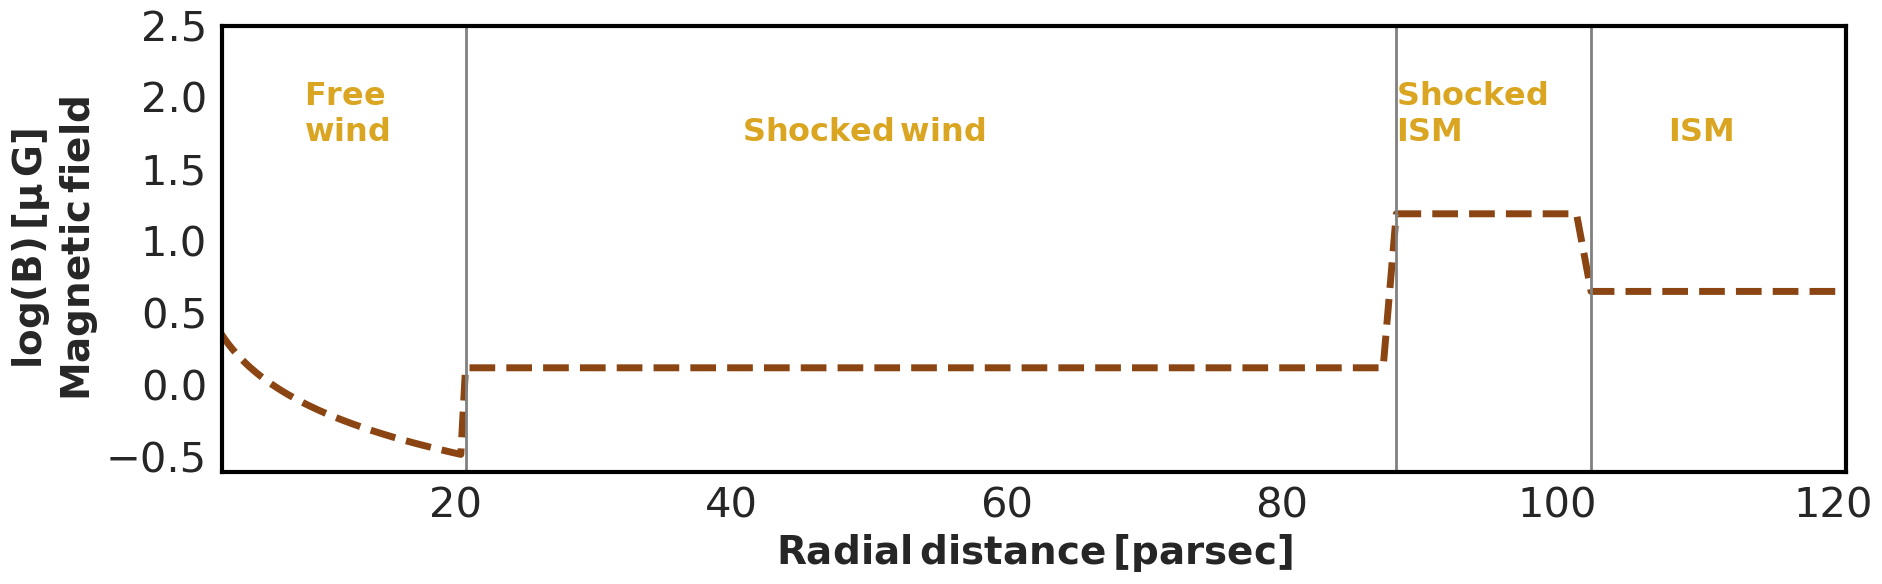 2.5
2.0
1.5
1.0
0.5
0.0
−0.5
log(B) [μ G]
Magnetic field
Free
wind
Shocked wind
Shocked
ISM
ISM
20
40
60
80
100
120
Radial distance [parsec]